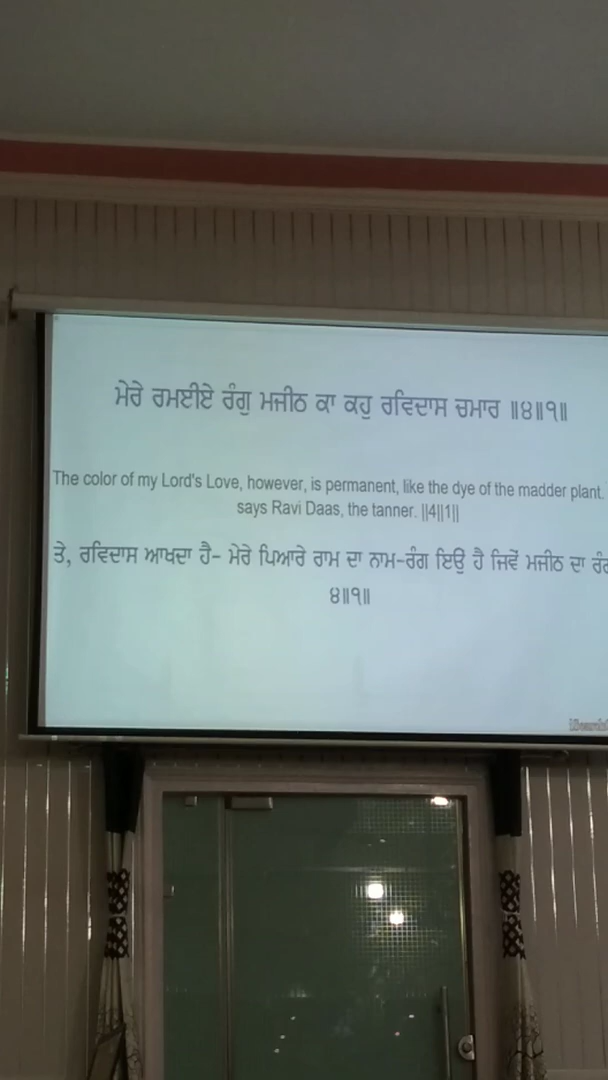 ਮੇਰੇ ਰਮਈਏ ਰੰਗੁ ਮਜੀਠ ਕਾ ਕਹੁ ਰਵਿਦਾਸ ਚਮਾਰ ॥੪॥੧॥
The color of my Lord's Love, however, is permanent, like the dye of the madder plant.
says Ravi Daas, the tanner. ||4||1||
ਤੇ, ਰਵਿਦਾਸ ਆਖਦਾ ਹੈ- ਮੇਰੇ ਪਿਆਰੇ ਰਾਮ ਦਾ ਨਾਮ-ਰੰਗ ਇਉਂ ਹੈ ਜਿਵੇਂ ਮਜੀਠ ਦਾ
੪॥੧॥